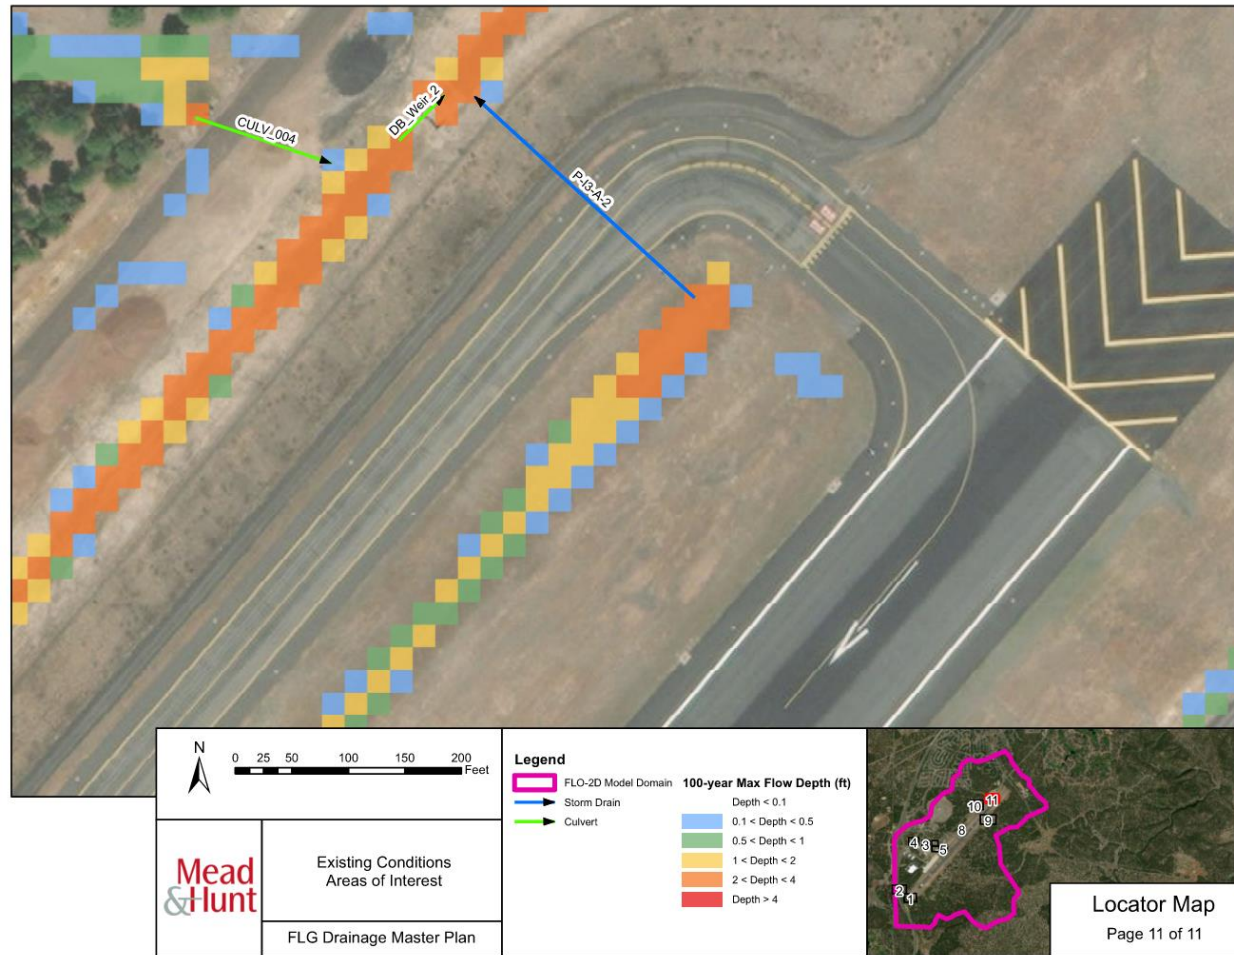 CULV_004
DB_Weir_2
P-I3-A-2
N
0 25 50 100 150 200
Feet
Mead
&Hunt
Existing Conditions
Areas of Interest
FLG Drainage Master Plan
Legend
FLO-2D Model Domain
Storm Drain
Culvert
100-year Max Flow Depth (ft)
Depth < 0.1
0.1 < Depth < 0.5
0.5 < Depth < 1
1 < Depth < 2
2 < Depth < 4
Depth > 4
11
10
9
8
4 3 5
2
1
Locator Map
Page 11 of 11